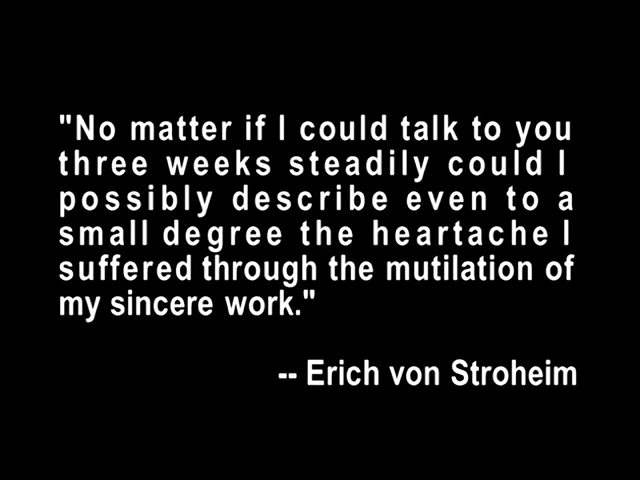 "No matter if I could talk to you
three weeks steadily could I
possibly describe even to a
small degree the heartache I
suffered through the mutilation of
my sincere work."
-- Erich von Stroheim